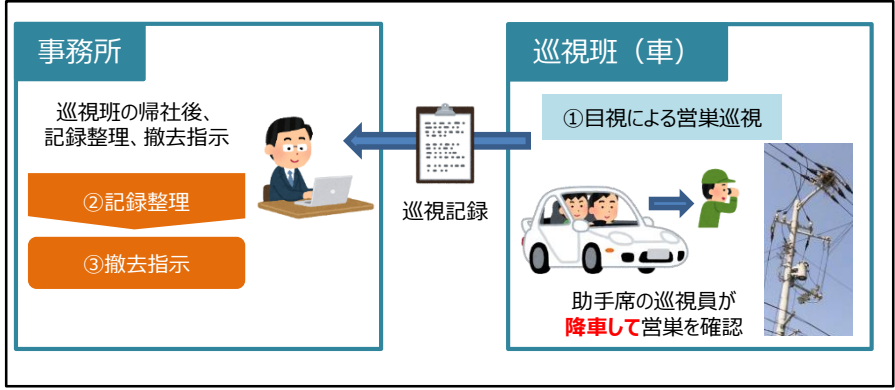 事務所
巡視班の帰社後、
記録整理、撤去指示
②記録整理
③撤去指示
巡視記録
巡視班（車）
①目視による営巣巡視
助手席の巡視員が
降車して営巣を確認